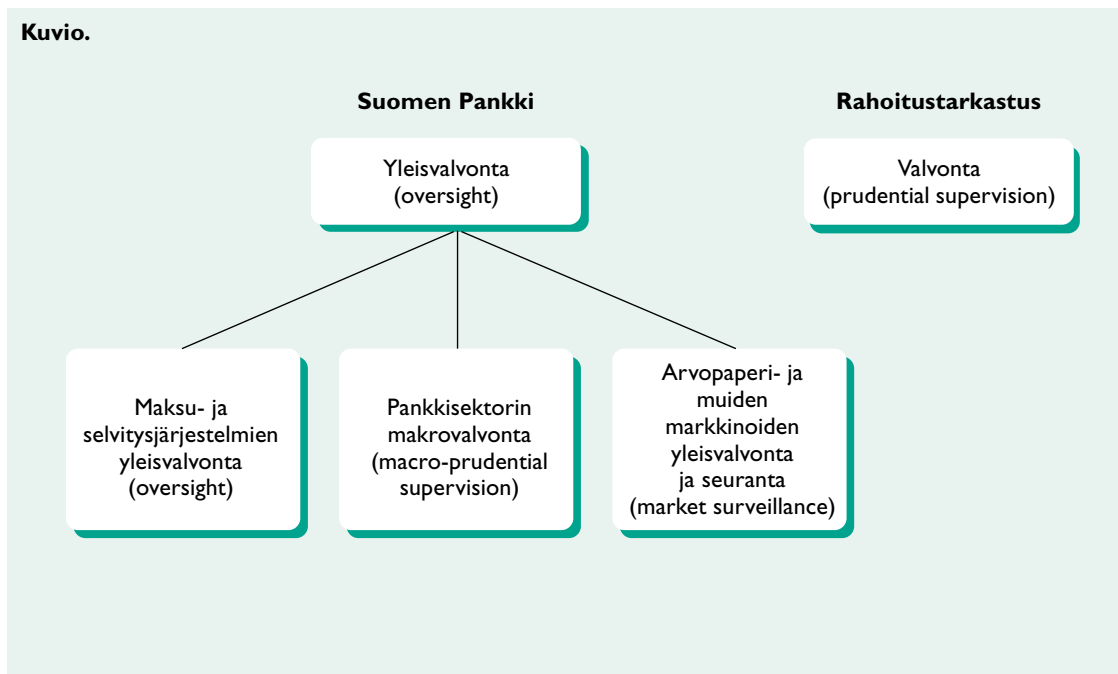 Kuvio.
Suomen Pankki
Rahoitustarkastus
Yleisvalvonta
(oversight)
Valvonta
(prudential supervision)
Maksu- ja
selvitysjärjestelmien
yleisvalvonta
(oversight)
Pankkisektorin
makrovalvonta
(macro-prudential
supervision)
Arvopaperi- ja
muiden
markkinoiden
yleisvalvonta
ja seuranta
(market surveillance)